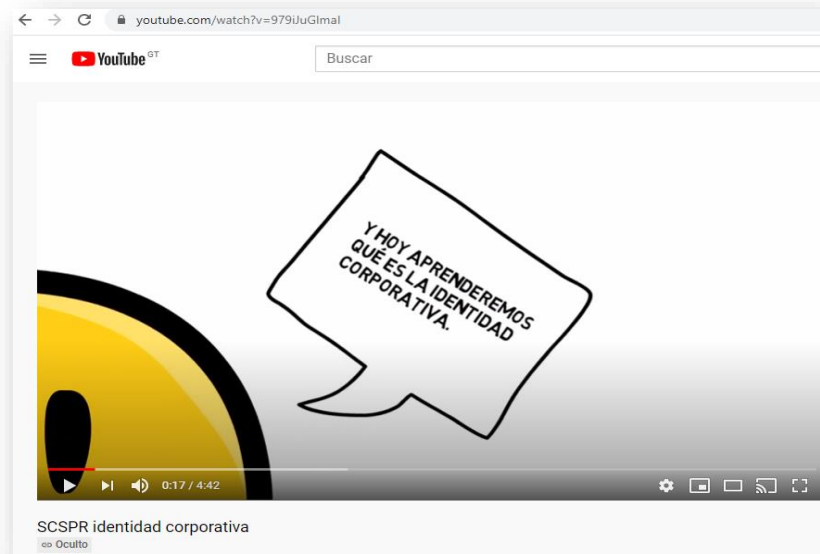 youtube.com/watch?v=979iJuGlmaI
YouTube GT
Buscar
Y HOY APRENDEREMOS
QUÉ ES LA IDENTIDAD
CORPORATIVA.
0:17 / 4:42
SCSPR identidad corporativa
Oculto